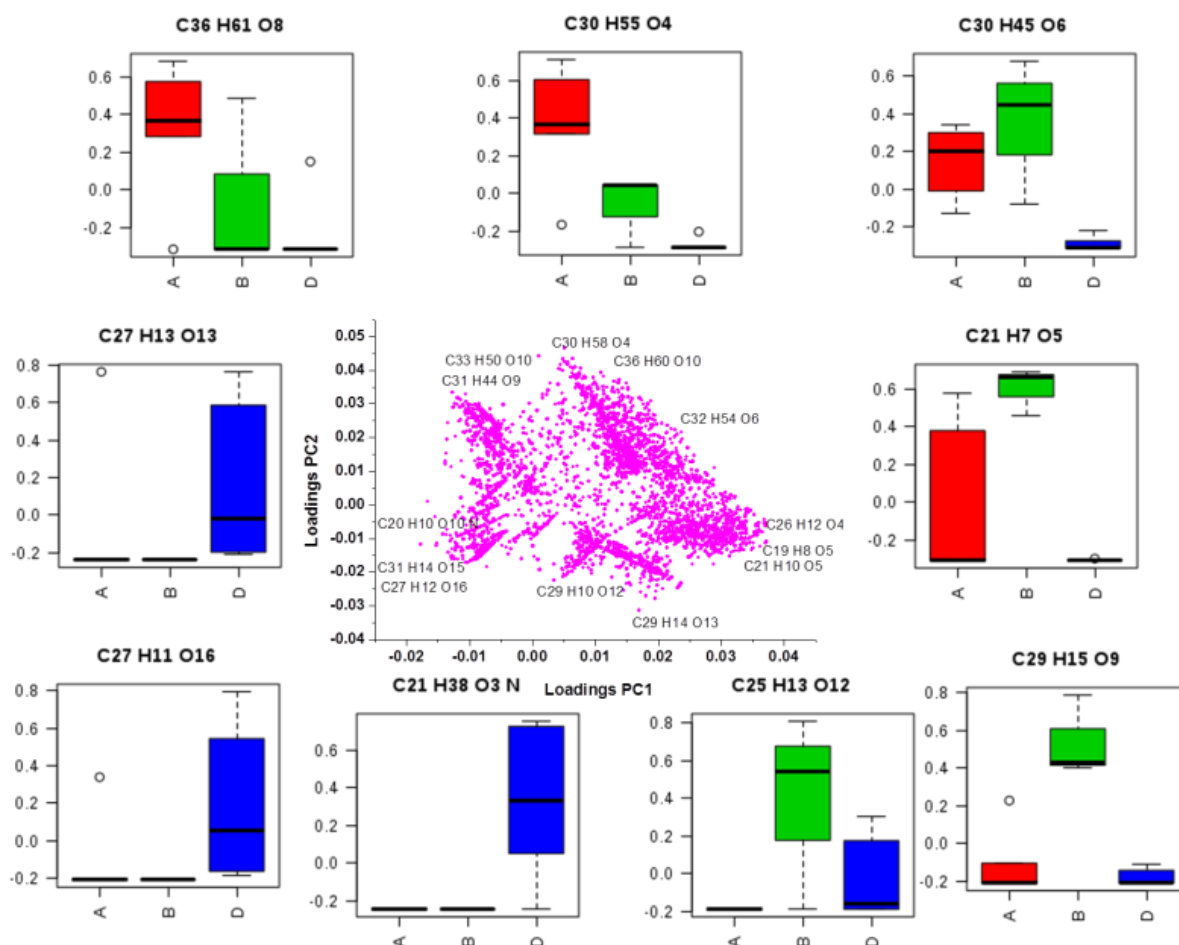 C36 H61 O8
0.6
0.4
0.2
0.0
-0.2
A B D
C30 H55 O4
0.6
0.4
0.2
0.0
-0.2
A B D
C30 H45 O6
0.6
0.4
0.2
0.0
-0.2
A B D
C27 H13 O13
0.8
0.6
0.4
0.2
0.0
-0.2
A B D
Loadings PC2
0.05
0.04
0.03
0.02
0.01
0.00
-0.01
-0.02
-0.03
-0.04
C30 H58 O4
C33 H50 O10
C36 H60 O10
C31 H44 O9
C32 H54 O6
C20 H10 O10 N
C26 H12 O4
C19 H8 O5
C31 H14 O15
C21 H10 O5
C27 H12 O16
C29 H10 O12
C29 H14 O13
-0.02 -0.01 0.00 0.01 0.02 0.03 0.04
Loadings PC1
C21 H7 O5
0.6
0.4
0.2
0.0
-0.2
A B D
C27 H11 O16
0.8
0.6
0.4
0.2
0.0
-0.2
A B D
C21 H38 O3 N
0.6
0.4
0.2
0.0
-0.2
A B D
C25 H13 O12
0.8
0.6
0.4
0.2
0.0
-0.2
A B D
C29 H15 O9
0.8
0.6
0.4
0.2
0.0
-0.2
A B D